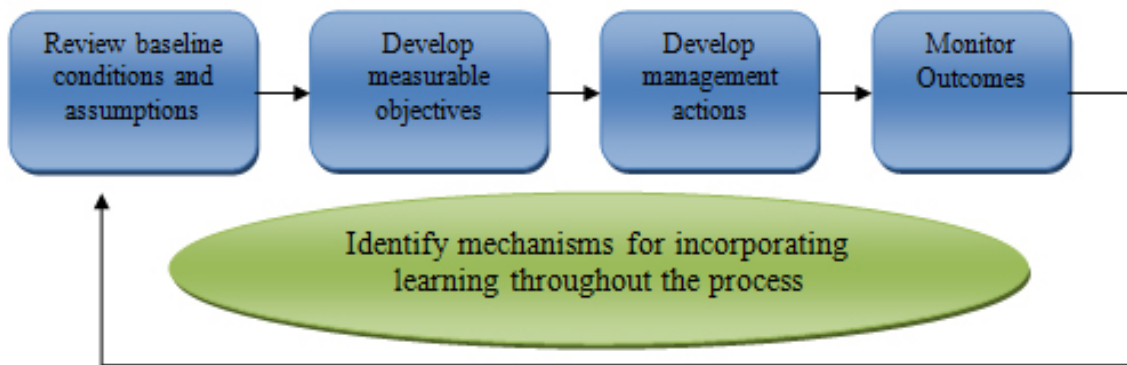 Review baseline
conditions and
assumptions
Develop
measurable
objectives
Develop
management
actions
Monitor
Outcomes
Identify mechanisms for incorporating
learning throughout the process